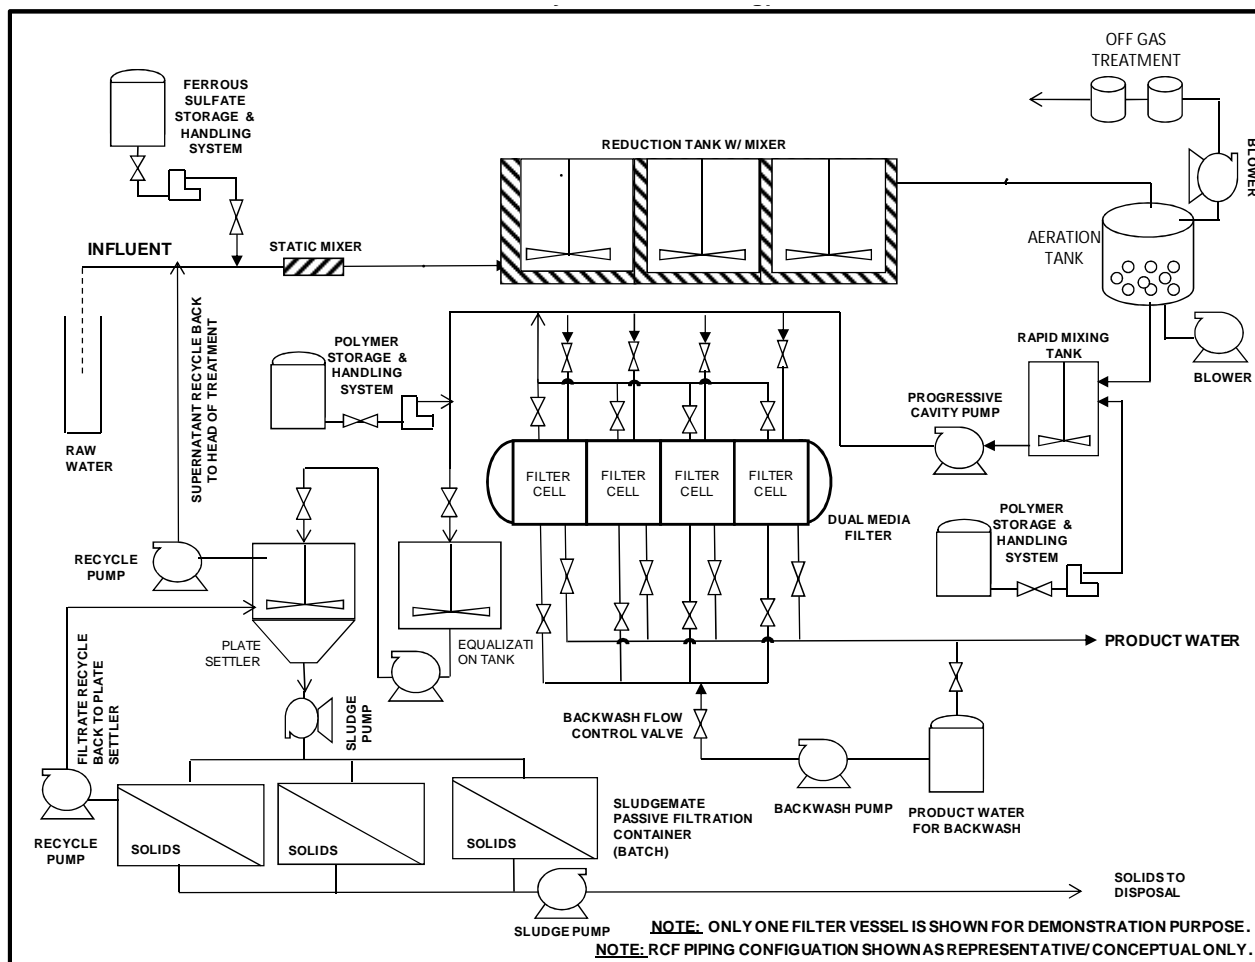 OFF GAS
TREATMENT
FERROUS
SULFATE
STORAGE &
HANDLING
SYSTEM
REDUCTION TANK W/ MIXER
BLOWER
INFLUENT
STATIC MIXER
AERATION
TANK
SUPERNATANT RECYCLE BACK
TO HEAD OF TREATMENT
POLYMER
STORAGE &
HANDLING
SYSTEM
RAPID MIXING
TANK
BLOWER
PROGRESSIVE
CAVITY PUMP
RAW
WATER
FILTER
CELL
FILTER
CELL
FILTER
CELL
FILTER
CELL
DUAL MEDIA
FILTER
POLYMER
STORAGE &
HANDLING
SYSTEM
RECYCLE
PUMP
PLATE
SETTLER
EQUALIZATI
ON TANK
PRODUCT WATER
FILTRATE RECYCLE
BACK TO PLATE
SETTLER
SLUDGE
PUMP
BACKWASH FLOW
CONTROL VALVE
BACKWASH PUMP
PRODUCT WATER
FOR BACKWASH
RECYCLE
PUMP
SOLIDS
SOLIDS
SOLIDS
SLUDGEMATE
PASSIVE FILTRATION
CONTAINER
(BATCH)
SOLIDS TO
DISPOSAL
SLUDGE PUMP
NOTE: ONLY ONE FILTER VESSEL IS SHOWN FOR DEMONSTRATION PURPOSE.
NOTE: RCF PIPING CONFIGUATION SHOWN AS REPRESENTATIVE/ CONCEPTUAL ONLY.